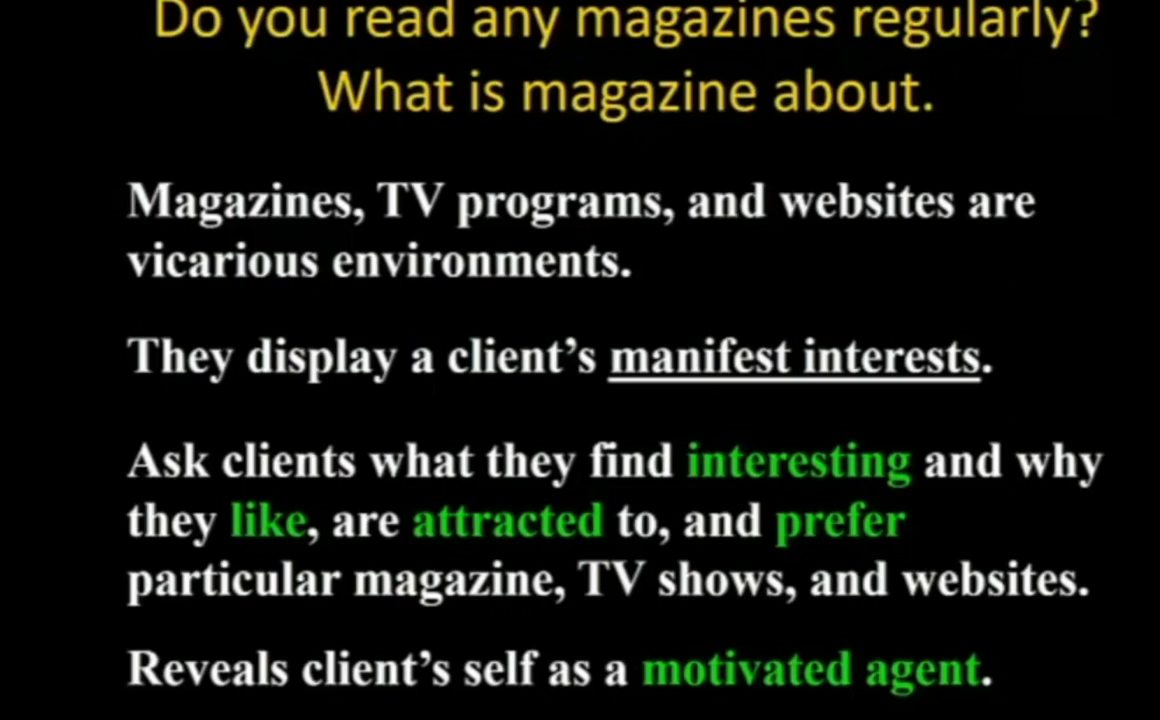 Do you read any magazines regularly?
What is magazine about.
Magazines, TV programs, and websites are
vicarious environments.
They display a client’s manifest interests.
Ask clients what they find interesting and why
they like, are attracted to, and prefer
particular magazine, TV shows, and websites.
Reveals client’s self as a motivated agent.